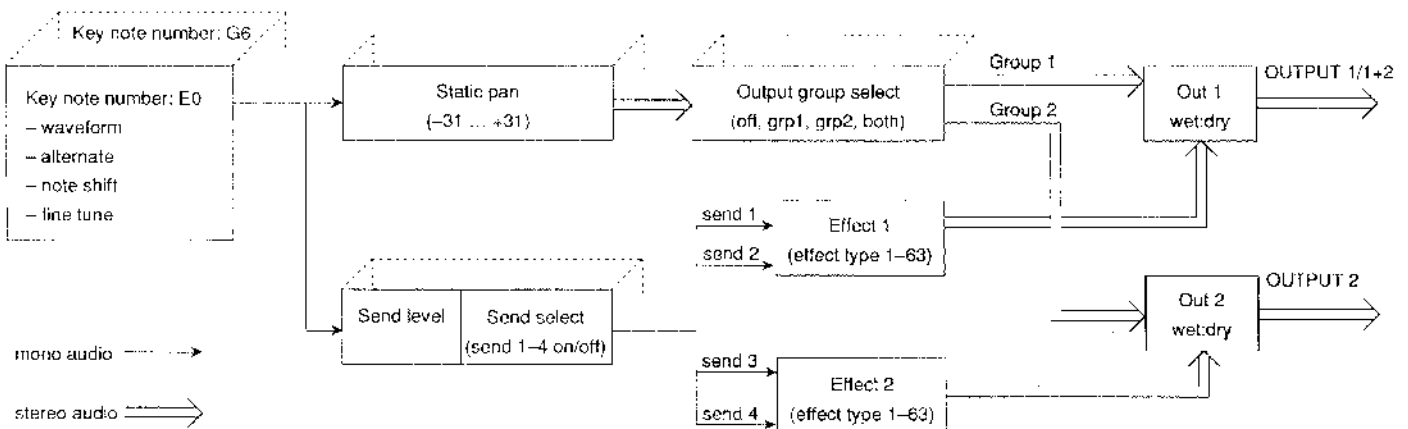 Key note number: G6
Key note number: E0
– waveform
– alternate
– note shift
– fine tune
Static pan
(–31 ... +31)
Output group select
(off, grp1, grp2, both)
Group 1
Group 2
Out 1
wet:dry
OUTPUT 1/1+2
send 1
send 2
Effect 1
(effect type 1–63)
Send level
Send select
(send 1–4 on/off)
Out 2
wet:dry
OUTPUT 2
send 3
send 4
Effect 2
(effect type 1–63)
mono audio
stereo audio